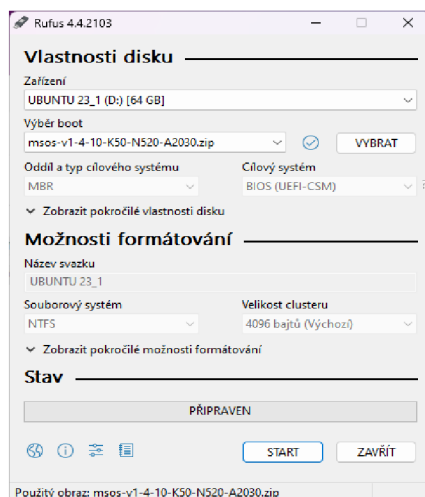 Rufus 4.4.2103
Vlastnosti disku
Zařízení
UBUNTU 23_1 (D:) [64 GB]
Výběr boot
msos-v1-4-10-K50-N520-A2030.zip
VYBRAT
Oddíl a typ cílového systému
Cílový systém
MBR
BIOS (UEFI-CSM)
Zobrazit pokročilé vlastnosti disku
Možnosti formátování
Název svazku
UBUNTU 23_1
Souborový systém
Velikost clusteru
NTFS
4096 bajtů (Výchozí)
Zobrazit pokročilé možnosti formátování
Stav
PŘIPRAVEN
START
ZAVŘÍT
Použitý obraz: msos-v1-4-10-K50-N520-A2030.zip